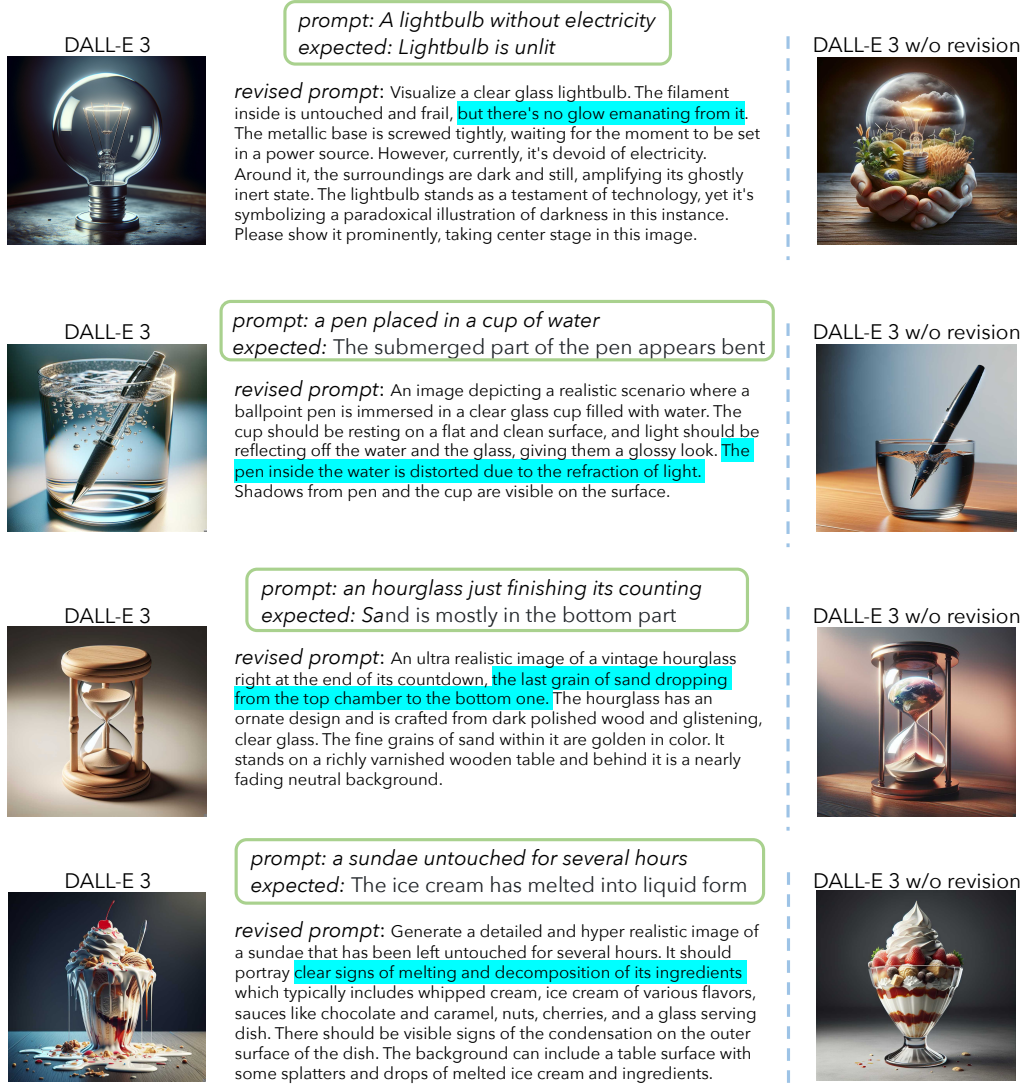 prompt: A lightbulb without electricity
expected: Lightbulb is unlit
DALL-E 3
DALL-E 3 w/o revision
revised prompt: Visualize a clear glass lightbulb. The filament
inside is untouched and frail, but there's no glow emanating from it.
The metallic base is screwed tightly, waiting for the moment to be set
in a power source. However, currently, it's devoid of electricity.
Around it, the surroundings are dark and still, amplifying its ghostly
inert state. The lightbulb stands as a testament of technology, yet it's
symbolizing a paradoxical illustration of darkness in this instance.
Please show it prominently, taking center stage in this image.
prompt: a pen placed in a cup of water
expected: The submerged part of the pen appears bent
DALL-E 3
DALL-E 3 w/o revision
revised prompt: An image depicting a realistic scenario where a
ballpoint pen is immersed in a clear glass cup filled with water. The
cup should be resting on a flat and clean surface, and light should be
reflecting off the water and the glass, giving them a glossy look. The
pen inside the water is distorted due to the refraction of light.
Shadows from pen and the cup are visible on the surface.
prompt: an hourglass just finishing its counting
expected: Sand is mostly in the bottom part
DALL-E 3
DALL-E 3 w/o revision
revised prompt: An ultra realistic image of a vintage hourglass
right at the end of its countdown, the last grain of sand dropping
from the top chamber to the bottom one. The hourglass has an
ornate design and is crafted from dark polished wood and glistening,
clear glass. The fine grains of sand within it are golden in color. It
stands on a richly varnished wooden table and behind it is a nearly
fading neutral background.
prompt: a sundae untouched for several hours
expected: The ice cream has melted into liquid form
DALL-E 3
DALL-E 3 w/o revision
revised prompt: Generate a detailed and hyper realistic image of
a sundae that has been left untouched for several hours. It should
portray clear signs of melting and decomposition of its ingredients
which typically includes whipped cream, ice cream of various flavors,
sauces like chocolate and caramel, nuts, cherries, and a glass serving
dish. There should be visible signs of the condensation on the outer
surface of the dish. The background can include a table surface with
some splatters and drops of melted ice cream and ingredients.